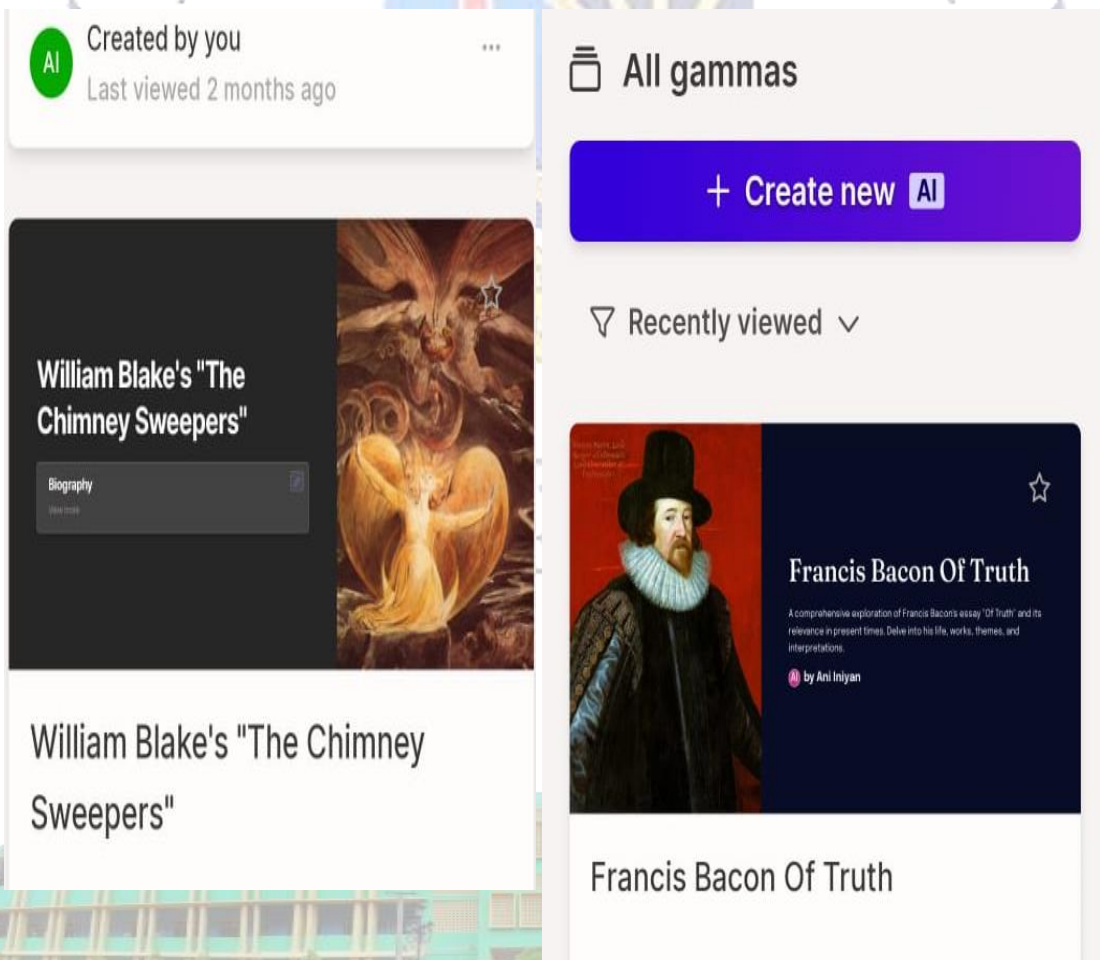 AI
Created by you
Last viewed 2 months ago
William Blake's "The
Chimney Sweepers"
Biography
View more
William Blake's "The Chimney
Sweepers"
All gammas
+ Create new AI
Recently viewed
Francis Bacon Of Truth
A comprehensive exploration of Francis Bacon's essay "Of Truth" and its
relevance in present times. Delve into his life, works, themes, and
interpretations.
AI by Ani Iniyan
Francis Bacon Of Truth